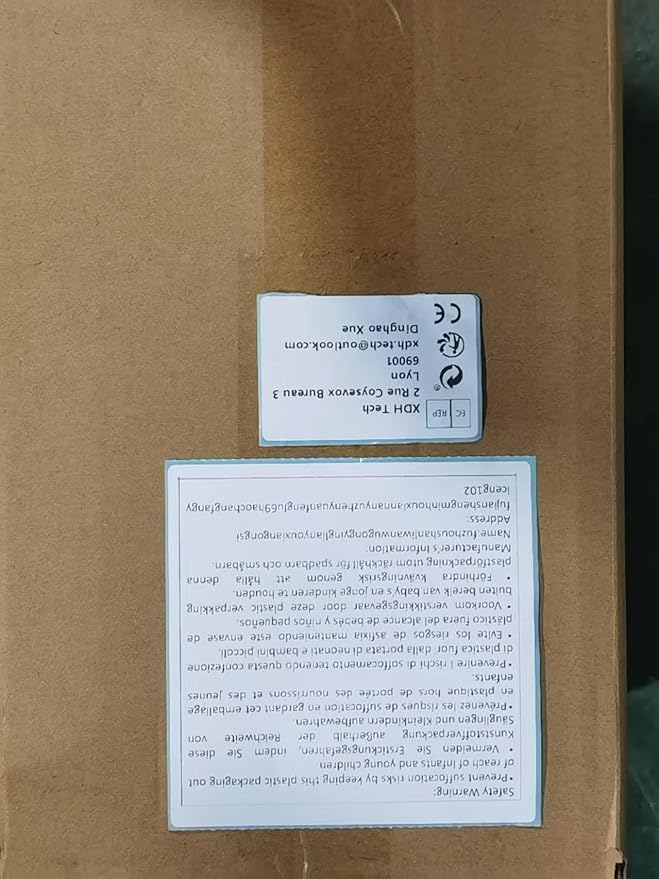 Safety Warning:
•Prevent suffocation risks by keeping this plastic packaging out
of reach of infants and young children
• Vermeiden Sie Erstickungsgefahren, indem Sie diese
Kunststoffverpackung außerhalb der Reichweite von
Säuglingen und Kleinkindern aufbewahren.
•Prévenez les risques de suffocation en gardant cet emballage
en plastique hors de portée des nourrissons et des jeunes
enfants.
•Prevenire i rischi di soffocamento tenendo questa confezione
di plastica fuori dalla portata di neonati e bambini piccoli.
• Evite los riesgos de asfixia manteniendo este envase de
plástico fuera del alcance de bebés y niños pequeños.
• Voorkom verstikkingsgevaar door deze plastic verpakking
buiten bereik van baby's en jonge kinderen te houden.
• Förhindra kvävningsrisk genom att hålla denna
plastförpackning utom räckhåll för spädbarn och småbarn.
Manufacturer's Information:
Name:fuzhoushanliwanwugongyingllanyouxiangongsi
Address:
fujianshengminhouxiannanyuzhenyuanfenglu69haocchangfangfy
iceng102
EC REP
XDH Tech
2 Rue Coysevox Bureau 3
Lyon
69001
xdh.tech@outlook.com
Dinghao Xue
CE